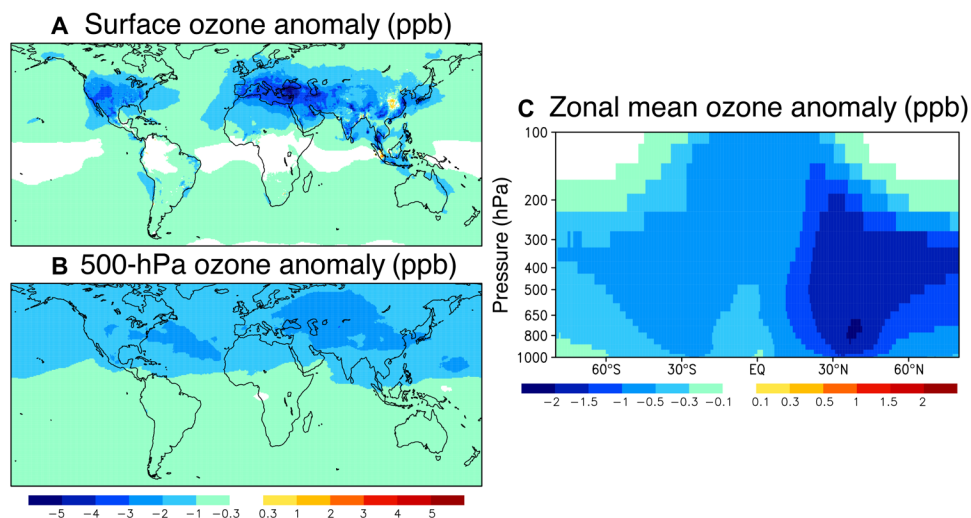 A Surface ozone anomaly (ppb)
B 500-hPa ozone anomaly (ppb)
-5 -4 -3 -2 -1 -0.3 0.3 1 2 3 4 5
C Zonal mean ozone anomaly (ppb)
Pressure (hPa)
100
200
300
400
500
650
800
1000
60°S 30°S EQ 30°N 60°N
-2 -1.5 -1 -0.5 -0.3 -0.1 0.1 0.3 0.5 1 1.5 2